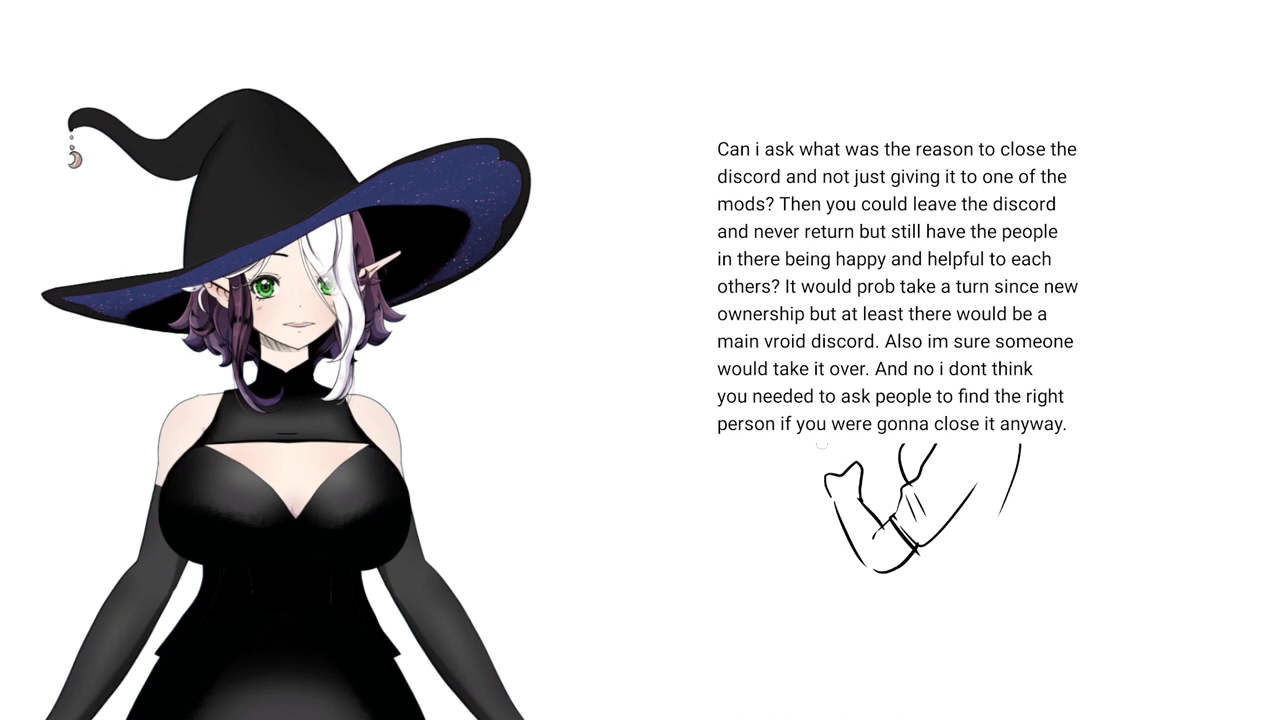 Can i ask what was the reason to close the
discord and not just giving it to one of the
mods? Then you could leave the discord
and never return but still have the people
in there being happy and helpful to each
others? It would prob take a turn since new
ownership but at least there would be a
main vroid discord. Also im sure someone
would take it over. And no i dont think
you needed to ask people to find the right
person if you were gonna close it anyway.